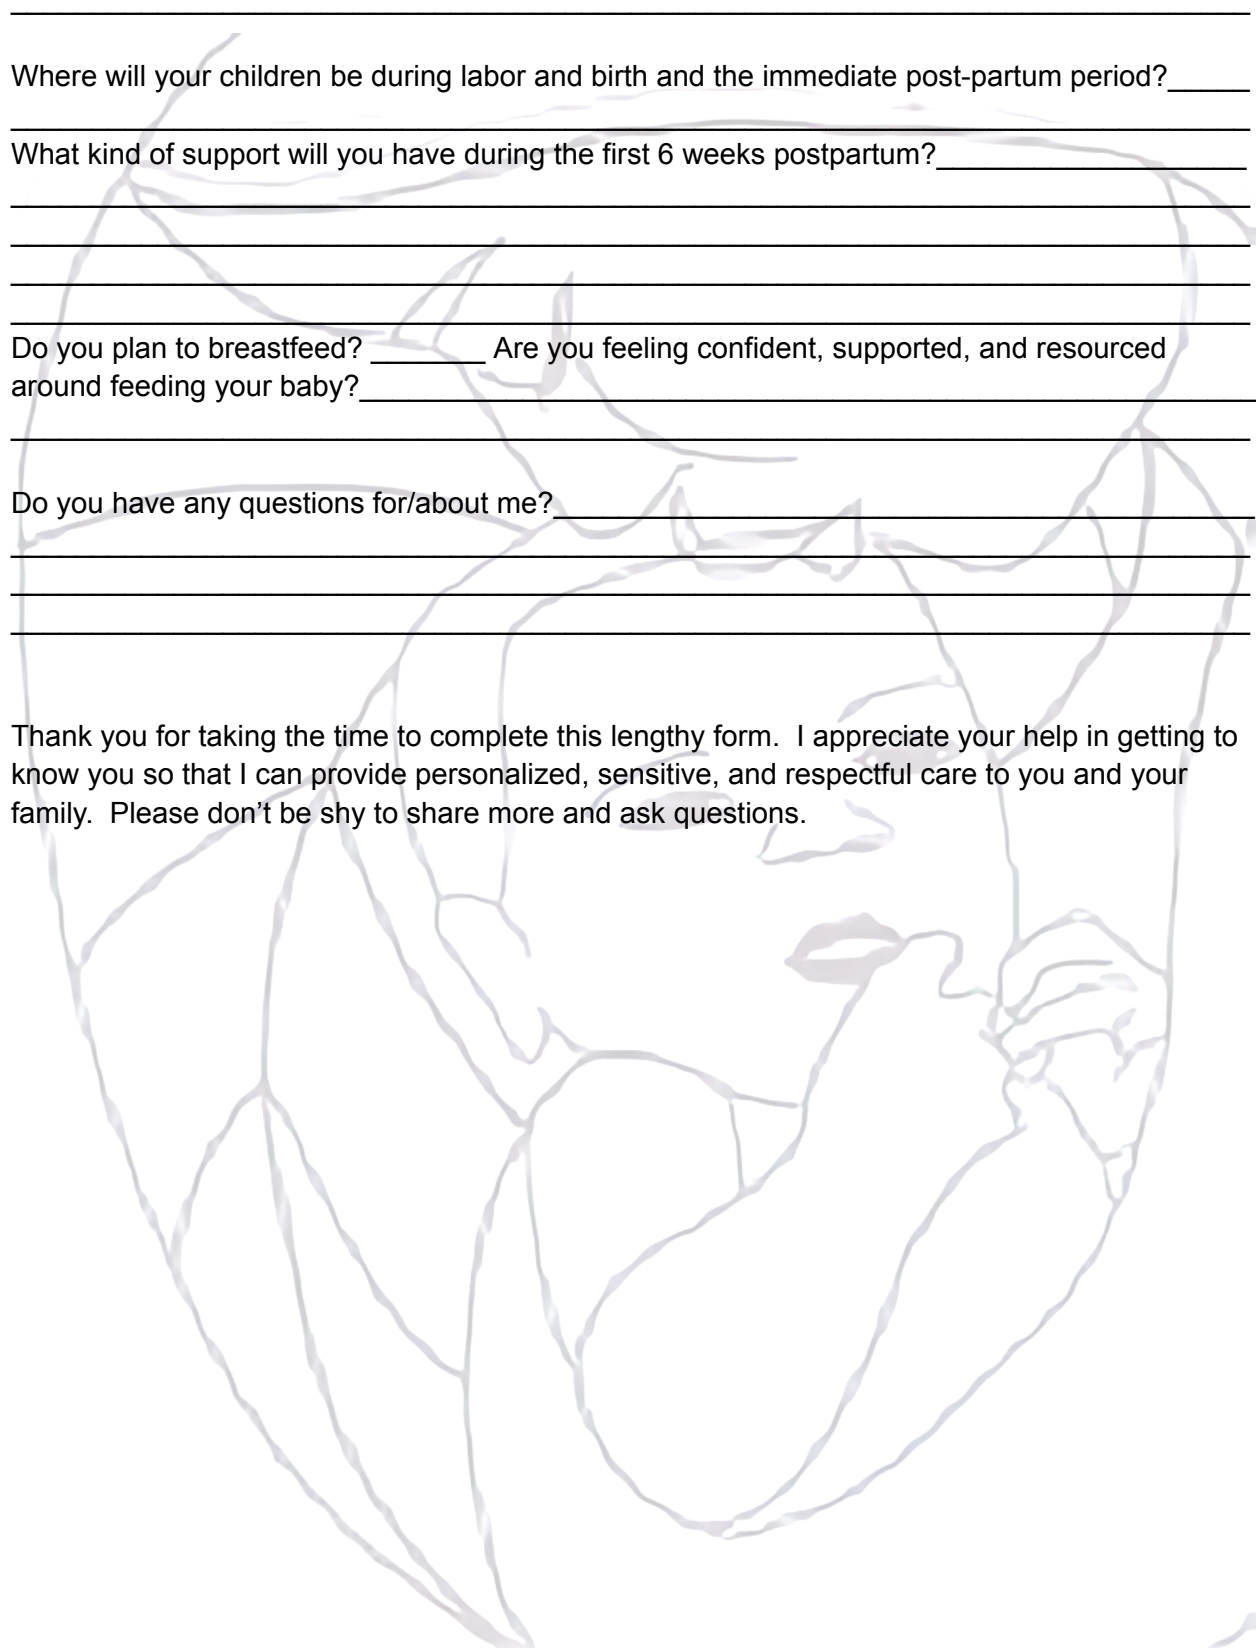 Where will your children be during labor and birth and the immediate post-partum period?_____
What kind of support will you have during the first 6 weeks postpartum?___________________
Do you plan to breastfeed? _______ Are you feeling confident, supported, and resourced
around feeding your baby?_______________________________________________________
Do you have any questions for/about me?___________________________________________
Thank you for taking the time to complete this lengthy form.  I appreciate your help in getting to
know you so that I can provide personalized, sensitive, and respectful care to you and your
family.  Please don’t be shy to share more and ask questions.